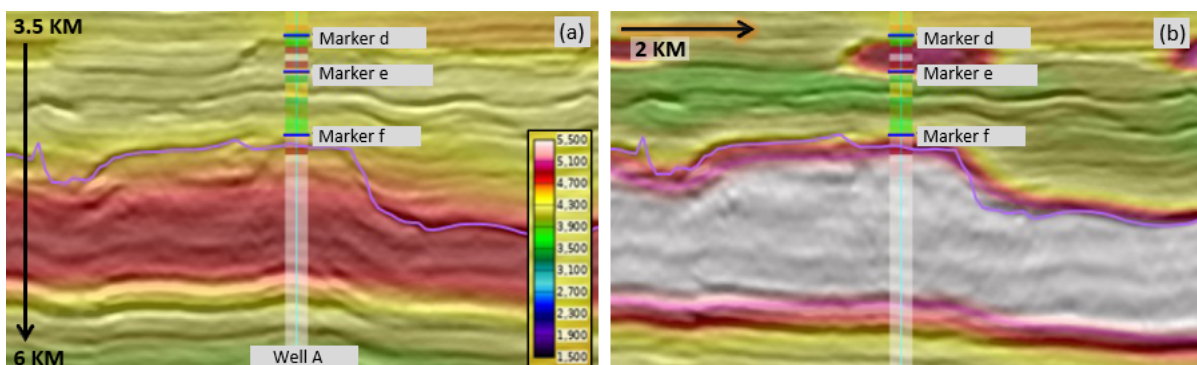 3.5 KM
(a)
Marker d
Marker e
Marker f
5,500
5,100
4,700
4,300
3,900
3,500
3,100
2,700
2,300
1,900
1,500
6 KM
Well A
2 KM
(b)
Marker d
Marker e
Marker f